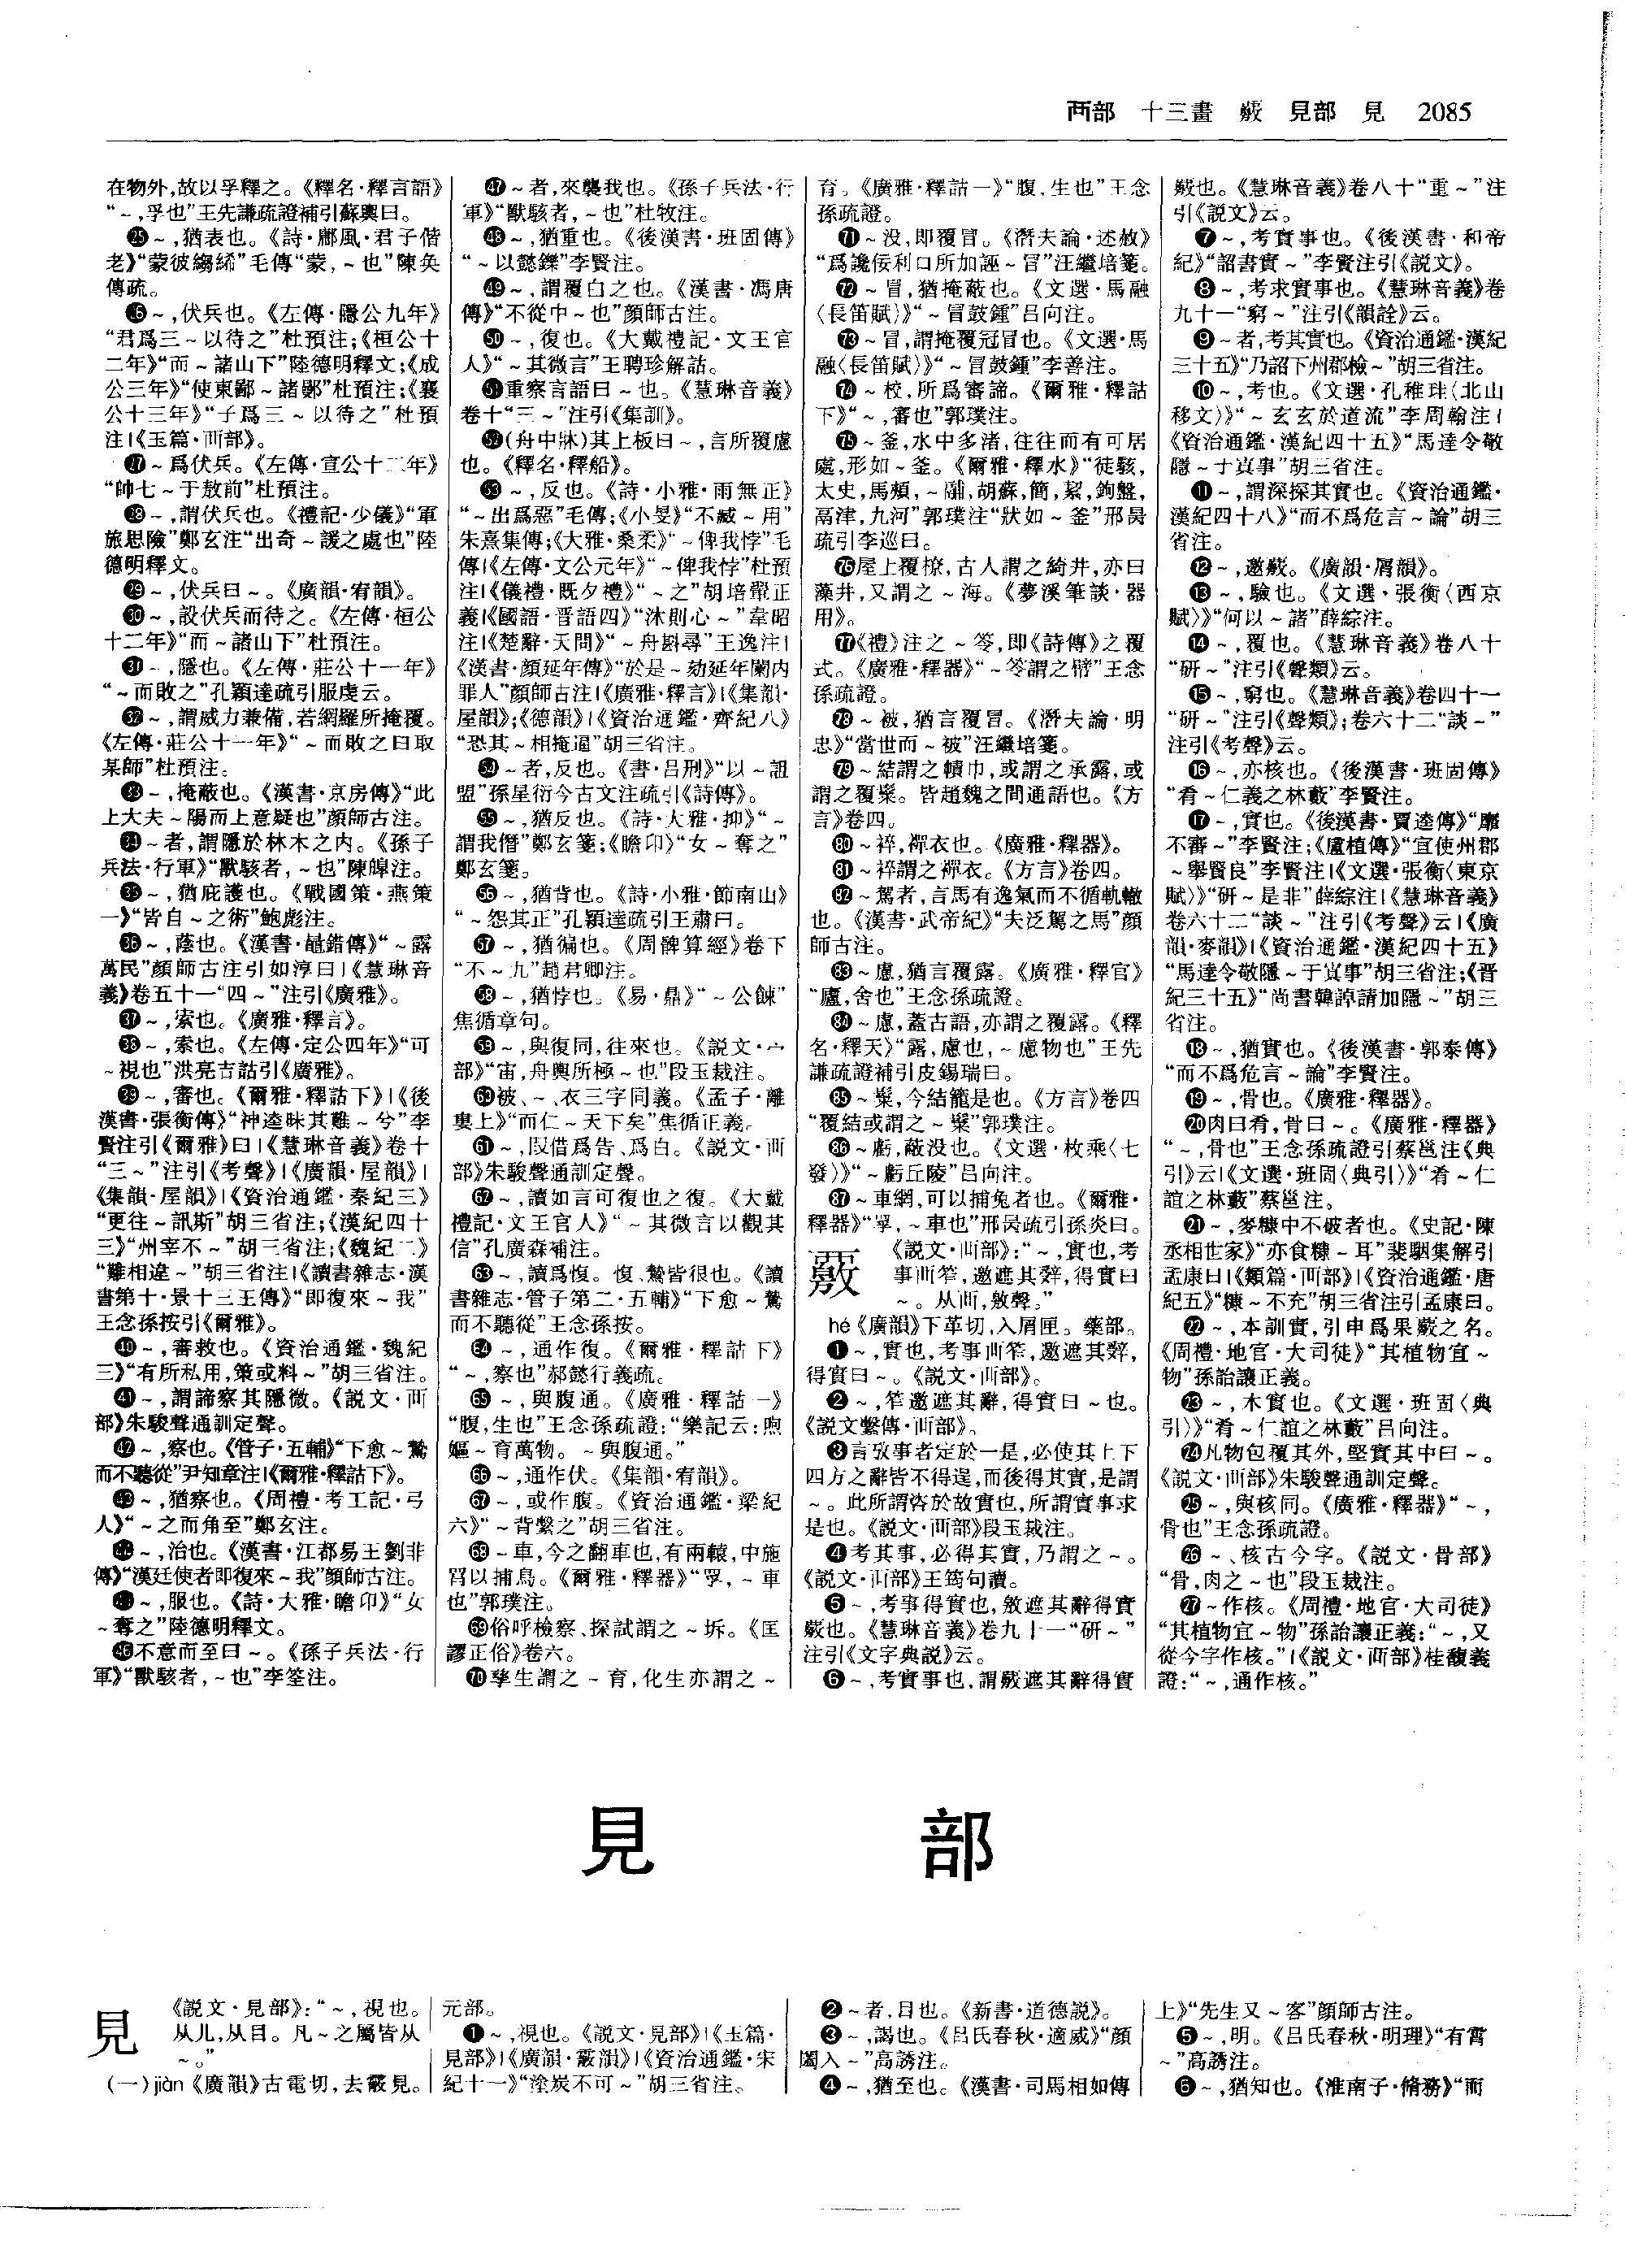 襾部　十三畫　覈　見部　見　2085
在物外,故以孚釋之。《釋名·釋言語》
“~,孚也”王先謙疏證補引蘇輿曰。
㉕~,猶表也。《詩·鄘風·君子偕
老》“蒙彼縐絺”毛傳“蒙,~也”陳奐
傳疏。
㉖~,伏兵也。《左傳·隱公九年》
“君爲三~以待之”杜預注;《桓公十
二年》“而~諸山下”陸德明釋文;《成
公三年》“使東鄙~諸鄤”杜預注;《襄
公十三年》“子爲三~以待之”杜預
注|《玉篇·襾部》。
㉗~爲伏兵。《左傳·宣公十二年》
“帥七~于敖前”杜預注。
㉘~,謂伏兵也。《禮記·少儀》“軍
旅思險”鄭玄注“出奇~諼之處也”陸
德明釋文。
㉙~,伏兵曰~。《廣韻·宥韻》。
㉚~,設伏兵而待之。《左傳·桓公
十二年》“而~諸山下”杜預注。
㉛~,隱也。《左傳·莊公十一年》
“~而敗之”孔穎達疏引服虔云。
㉜~,謂威力兼備,若網羅所掩覆。
《左傳·莊公十一年》“~而敗之曰取
某師”杜預注。
㉝~,掩蔽也。《漢書·京房傳》“此
上大夫~陽而上意疑也”顏師古注。
㉞~者,謂隱於林木之内。《孫子
兵法·行軍》“獸駭者,~也”陳皞注。
㉟~,猶庇護也。《戰國策·燕策
一》“皆自~之術”鮑彪注。
㊱~,蔭也。《漢書·鼂錯傳》“~露
萬民”顏師古注引如淳曰|《慧琳音
義》卷五十一“四~”注引《廣雅》。
㊲~,索也。《廣雅·釋言》。
㊳~,索也。《左傳·定公四年》“可
~視也”洪亮吉詁引《廣雅》。
㊴~,審也。《爾雅·釋詁下》|《後
漢書·張衡傳》“神逵昧其難~兮”李
賢注引《爾雅》曰|《慧琳音義》卷十
“三~”注引《考聲》|《廣韻·屋韻》|
《集韻·屋韻》|《資治通鑑·秦紀三》
“更往~訊斯”胡三省注;《漢紀四十
三》“州宰不~”胡三省注;《魏紀二》
“難相違~”胡三省注|《讀書雜志·漢
書第十·景十三王傳》“即復來~我”
王念孫按引《爾雅》。
㊵~,審救也。《資治通鑑·魏紀
三》“有所私用,策或料~”胡三省注。
㊶~,謂諦察其隱微。《説文·襾
部》朱駿聲通訓定聲。
㊷~,察也。《管子·五輔》“下愈~鷙
而不聽從”尹知章注|《爾雅·釋詁下》。
㊸~,猶察也。《周禮·考工記·弓
人》“~之而角至”鄭玄注。
㊹~,治也。《漢書·江都易王劉非
傳》“漢廷使者即復來~我”顏師古注。
㊺~,服也。《詩·大雅·瞻卬》“女
~奪之”陸德明釋文。
㊻不意而至曰~。《孫子兵法·行
軍》“獸駭者,~也”李筌注。
㊼~者,來襲我也。《孫子兵法·行
軍》“獸駭者,~也”杜牧注。
㊽~,猶重也。《後漢書·班固傳》
“~以懿鑠”李賢注。
㊾~,謂覆白之也。《漢書·馮唐
傳》“不從中~也”顏師古注。
㊿~,復也。《大戴禮記·文王官
人》“~其微言”王聘珍解詁。
51重察言語曰~也。《慧琳音義》
卷十“三~”注引《集訓》。
52(舟中牀)其上板曰~,言所覆慮
也。《釋名·釋船》。
53~,反也。《詩·小雅·雨無正》
“~出爲惡”毛傳;《小旻》“不臧~用”
朱熹集傳;《大雅·桑柔》“~俾我悖”毛
傳|《左傳·文公元年》“~俾我悖”杜預
注|《儀禮·既夕禮》“~之”胡培翬正
義|《國語·晋語四》“沐則心~”韋昭
注|《楚辭·天問》“~舟斟尋”王逸注|
《漢書·顏延年傳》“於是~劾延年闌内
罪人”顏師古注|《廣雅·釋言》|《集韻·
屋韻》;《德韻》|《資治通鑑·齊紀八》
“恐其~相掩逼”胡三省注。
54~者,反也。《書·吕刑》“以~詛
盟”孫星衍今古文注疏引《詩傳》。
55~,猶反也。《詩·大雅·抑》“~
謂我僭”鄭玄箋;《瞻卬》“女~奪之”
鄭玄箋。
56~,猶背也。《詩·小雅·節南山》
“~怨其正”孔穎達疏引王肅曰。
57~,猶徧也。《周髀算經》卷下
“不~九”趙君卿注。
58~,猶悖也。《易·鼎》“~公餗”
焦循章句。
59~,與復同,往來也。《説文·宀
部》“宙,舟輿所極~也”段玉裁注。
60被、~、衣三字同義。《孟子·離
婁上》“而仁~天下矣”焦循正義。
61~,叚借爲告、爲白。《説文·襾
部》朱駿聲通訓定聲。
62~,讀如言可復也之復。《大戴
禮記·文王官人》“~其微言以觀其
信”孔廣森補注。
63~,讀爲愎。愎、鷙皆很也。《讀
書雜志·管子第二·五輔》“下愈~鷙
而不聽從”王念孫按。
64~,通作復。《爾雅·釋詁下》
“~,察也”郝懿行義疏。
65~,與腹通。《廣雅·釋詁一》
“腹,生也”王念孫疏證:“樂記云:煦
嫗~育萬物。~與腹通。”
66~,通作伏。《集韻·宥韻》。
67~,或作腹。《資治通鑑·梁紀
六》“~背繫之”胡三省注。
68~車,今之翻車也,有兩轅,中施
罥以捕鳥。《爾雅·釋器》“罦,~車
也”郭璞注。
69俗呼檢察、探試謂之~坼。《匡
謬正俗》卷六。
70孳生謂之~育,化生亦謂之~
育。《廣雅·釋詁一》“腹,生也”王念
孫疏證。
71~没,即覆冒。《潛夫論·述赦》
“爲讒佞利口所加誣~冒”汪繼培箋。
72~冒,猶掩蔽也。《文選·馬融
〈長笛賦〉》“~冒鼓鍾”吕向注。
73~冒,謂掩覆冠冒也。《文選·馬
融〈長笛賦〉》“~冒鼓鍾”李善注。
74~校,所爲審諦。《爾雅·釋詁
下》“~,審也”郭璞注。
75~釜,水中多渚,往往而有可居
處,形如~釜。《爾雅·釋水》“徒駭,
太史,馬頰,~鬴,胡蘇,簡,絜,鉤盤,
鬲津,九河”郭璞注“狀如~釜”邢昺
疏引李巡曰。
76屋上覆橑,古人謂之綺井,亦曰
藻井,又謂之~海。《夢溪筆談·器
用》。
77《禮》注之~笭,即《詩傳》之覆
式。《廣雅·釋器》“~笭謂之幦”王念
孫疏證。
78~被,猶言覆冒。《潛夫論·明
忠》“當世而~被”汪繼培箋。
79~結謂之幘巾,或謂之承露,或
謂之覆䰂。皆趙魏之間通語也。《方
言》卷四。
80~䘹,襌衣也。《廣雅·釋器》。
81~䘹謂之襌衣。《方言》卷四。
82~駕者,言馬有逸氣而不循軌轍
也。《漢書·武帝紀》“夫泛駕之馬”顏
師古注。
83~慮,猶言覆露。《廣雅·釋官》
“廬,舍也”王念孫疏證。
84~慮,蓋古語,亦謂之覆露。《釋
名·釋天》“露,慮也,~慮物也”王先
謙疏證補引皮錫瑞曰。
85~䰂,今結籠是也。《方言》卷四
“覆結或謂之~䰂”郭璞注。
86~虧,蔽没也。《文選·枚乘〈七
發〉》“~虧丘陵”吕向注。
87~車網,可以捕兔者也。《爾雅·
釋器》“罦,~車也”邢昺疏引孫炎曰。
覈
《説文·襾部》:“~,實也,考
事襾笮,邀遮其辤,得實曰
~。从襾,敫聲。”
hé《廣韻》下革切,入屑匣。藥部。
❶~,實也,考事襾笮,邀遮其辤,
得實曰~。《説文·襾部》。
❷~,笮邀遮其辭,得實曰~也。
《説文繫傳·襾部》。
❸言攷事者定於一是,必使其上下
四方之辭皆不得逞,而後得其實,是謂
~。此所謂咨於故實也,所謂實事求
是也。《説文·襾部》段玉裁注。
❹考其事,必得其實,乃謂之~。
《説文·襾部》王筠句讀。
❺~,考事得實也,敫遮其辭得實
覈也。《慧琳音義》卷九十一“研~”
注引《文字典説》云。
❻~,考實事也,謂覈遮其辭得實
覈也。《慧琳音義》卷八十“重~”注
引《説文》云。
❼~,考實事也。《後漢書·和帝
紀》“詔書實~”李賢注引《説文》。
❽~,考求實事也。《慧琳音義》卷
九十一“窮~”注引《韻詮》云。
❾~者,考其實也。《資治通鑑·漢紀
三十五》“乃詔下州郡檢~”胡三省注。
❿~,考也。《文選·孔稚珪〈北山
移文〉》“~玄玄於道流”李周翰注|
《資治通鑑·漢紀四十五》“馬達令敬
隱~于寘事”胡三省注。
⓫~,謂深探其實也。《資治通鑑·
漢紀四十八》“而不爲危言~論”胡三
省注。
⓬~,邀覈。《廣韻·屑韻》。
⓭~,驗也。《文選·張衡〈西京
賦〉》“何以~諸”薛綜注。
⓮~,覆也。《慧琳音義》卷八十
“研~”注引《聲類》云。
⓯~,窮也。《慧琳音義》卷四十一
“研~”注引《聲類》;卷六十二“談~”
注引《考聲》云。
⓰~,亦核也。《後漢書·班固傳》
“肴~仁義之林藪”李賢注。
⓱~,實也。《後漢書·賈逵傳》“靡
不審~”李賢注;《盧植傳》“宜使州郡
~舉賢良”李賢注|《文選·張衡〈東京
賦〉》“研~是非”薛綜注|《慧琳音義》
卷六十二“談~”注引《考聲》云|《廣
韻·麥韻》|《資治通鑑·漢紀四十五》
“馬達令敬隱~于寘事”胡三省注;《晋
紀三十五》“尚書韓𧨳請加隱~”胡三
省注。
⓲~,猶實也。《後漢書·郭泰傳》
“而不爲危言~論”李賢注。
⓳~,骨也。《廣雅·釋器》。
⓴肉曰肴,骨曰~。《廣雅·釋器》
“~,骨也”王念孫疏證引蔡邕注《典
引》云|《文選·班固〈典引〉》“肴~仁
誼之林藪”蔡邕注。
㉑~,麥糠中不破者也。《史記·陳
丞相世家》“亦食糠~耳”裴駰集解引
孟康曰|《類篇·襾部》|《資治通鑑·唐
紀五》“糠~不充”胡三省注引孟康曰。
㉒~,本訓實,引申爲果覈之名。
《周禮·地官·大司徒》“其植物宜~
物”孫詒讓正義。
㉓~,木實也。《文選·班固〈典
引〉》“肴~仁誼之林藪”吕向注。
㉔凡物包覆其外,堅實其中曰~。
《説文·襾部》朱駿聲通訓定聲。
㉕~,與核同。《廣雅·釋器》“~,
骨也”王念孫疏證。
㉖~、核古今字。《説文·骨部》
“骨,肉之~也”段玉裁注。
㉗~作核。《周禮·地官·大司徒》
“其植物宜~物”孫詒讓正義:“~,又
從今字作核。”|《説文·襾部》桂馥義
證:“~,通作核。”
見　部
見
《説文·見部》:“~,視也。
从儿,从目。凡~之屬皆从
~。”
(一)jiàn《廣韻》古電切,去霰見。
元部。
❶~,視也。《説文·見部》|《玉篇·
見部》|《廣韻·霰韻》|《資治通鑑·宋
紀十一》“塗炭不可~”胡三省注。
❷~者,目也。《新書·道德説》。
❸~,謁也。《吕氏春秋·適威》“顏
闔入~”高誘注。
❹~,猶至也。《漢書·司馬相如傳
上》“先生又~客”顏師古注。
❺~,明。《吕氏春秋·明理》“有霄
~”高誘注。
❻~,猶知也。《淮南子·脩務》“而